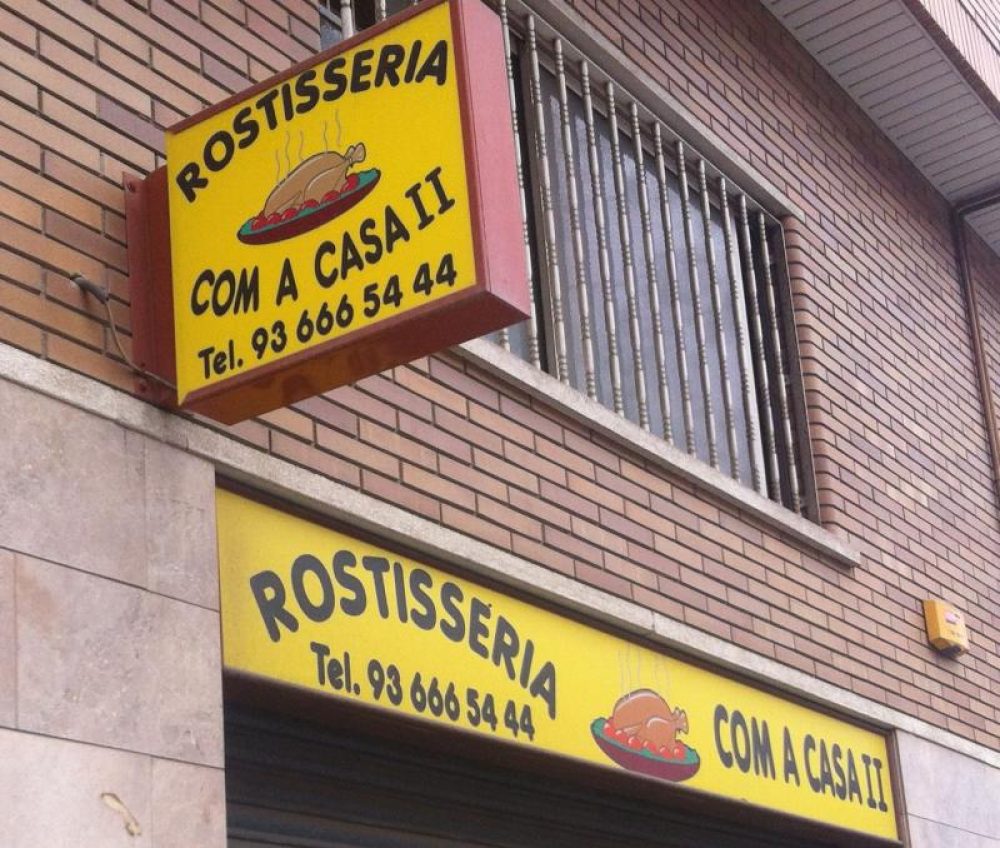 ROSTISSERIA
COM A CASA II
Tel. 93 666 54 44
ROSTISSERIA
Tel. 93 666 54 44
COM A CASA II